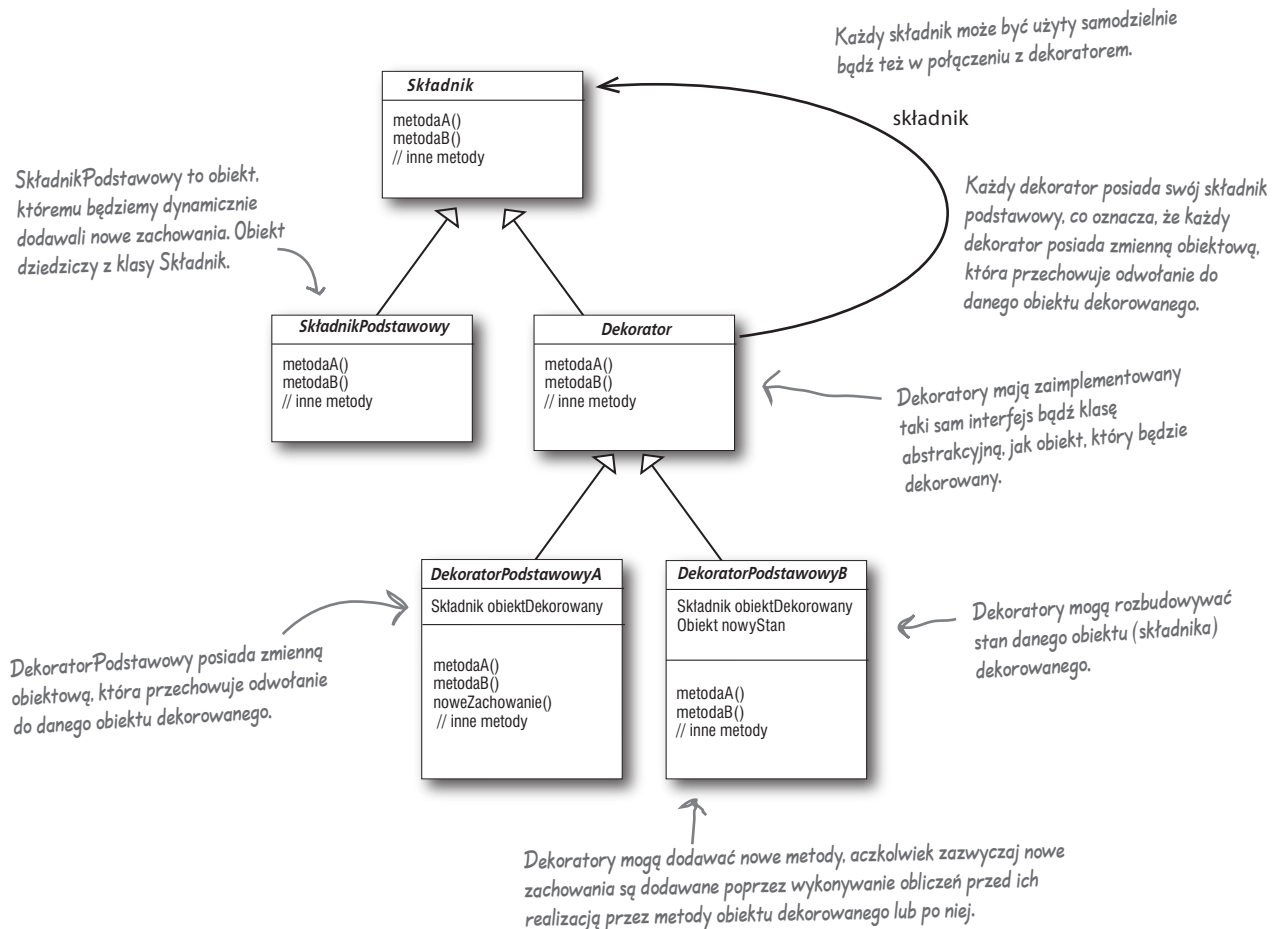 Każdy składnik może być użyty samodzielnie
bądź też w połączeniu z dekoratorem.
Składnik
metodaA()
metodaB()
// inne metody
składnik
SkładnikPodstawowy to obiekt,
któremu będziemy dynamicznie
dodawali nowe zachowania. Obiekt
dziedziczy z klasy Składnik.
Każdy dekorator posiada swój składnik
podstawowy, co oznacza, że każdy
dekorator posiada zmienną obiektową,
która przechowuje odwołanie do
danego obiektu dekorowanego.
SkładnikPodstawowy
metodaA()
metodaB()
// inne metody
Dekorator
metodaA()
metodaB()
// inne metody
Dekoratory mają zaimplementowany
taki sam interfejs bądź klasę
abstrakcyjną, jak obiekt, który będzie
dekorowany.
DekoratorPodstawowyA
Składnik obiektDekorowany
metodaA()
metodaB()
noweZachowanie()
// inne metody
DekoratorPodstawowyB
Składnik obiektDekorowany
Obiekt nowyStan
metodaA()
metodaB()
// inne metody
Dekoratory mogą rozbudowywać
stan danego obiektu (składnika)
dekorowanego.
DekoratorPodstawowy posiada zmienną
obiektową, która przechowuje odwołanie
do danego obiektu dekorowanego.
Dekoratory mogą dodawać nowe metody, aczkolwiek zazwyczaj nowe
zachowania są dodawane poprzez wykonywanie obliczeń przed ich
realizacją przez metody obiektu dekorowanego lub po niej.